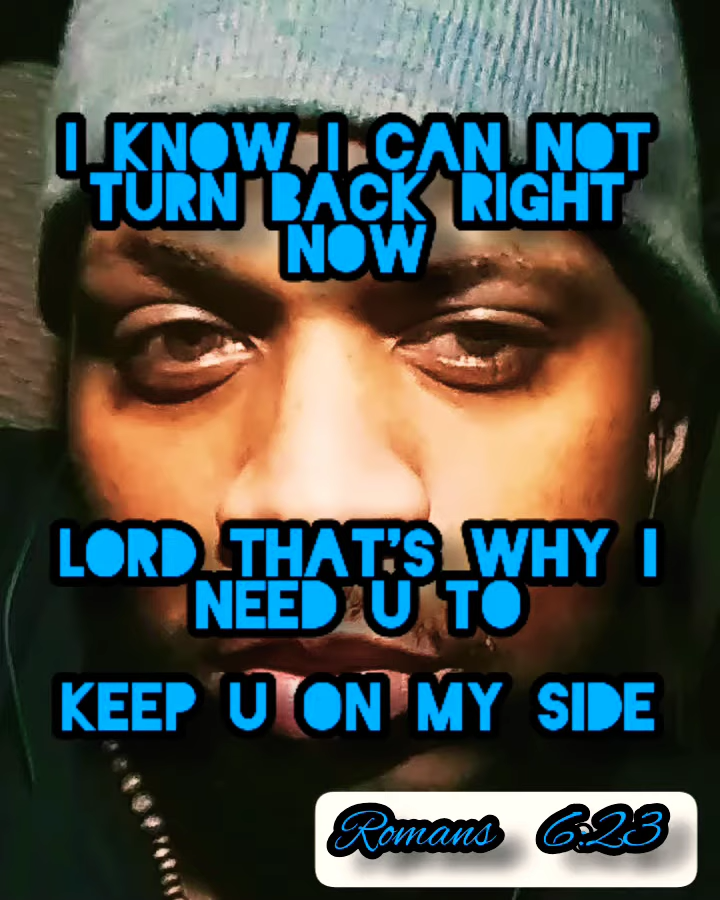 I KNOW I CAN NOT
TURN BACK RIGHT
NOW
LORD THAT'S WHY I
NEED U TO
KEEP U ON MY SIDE
Romans 6:23